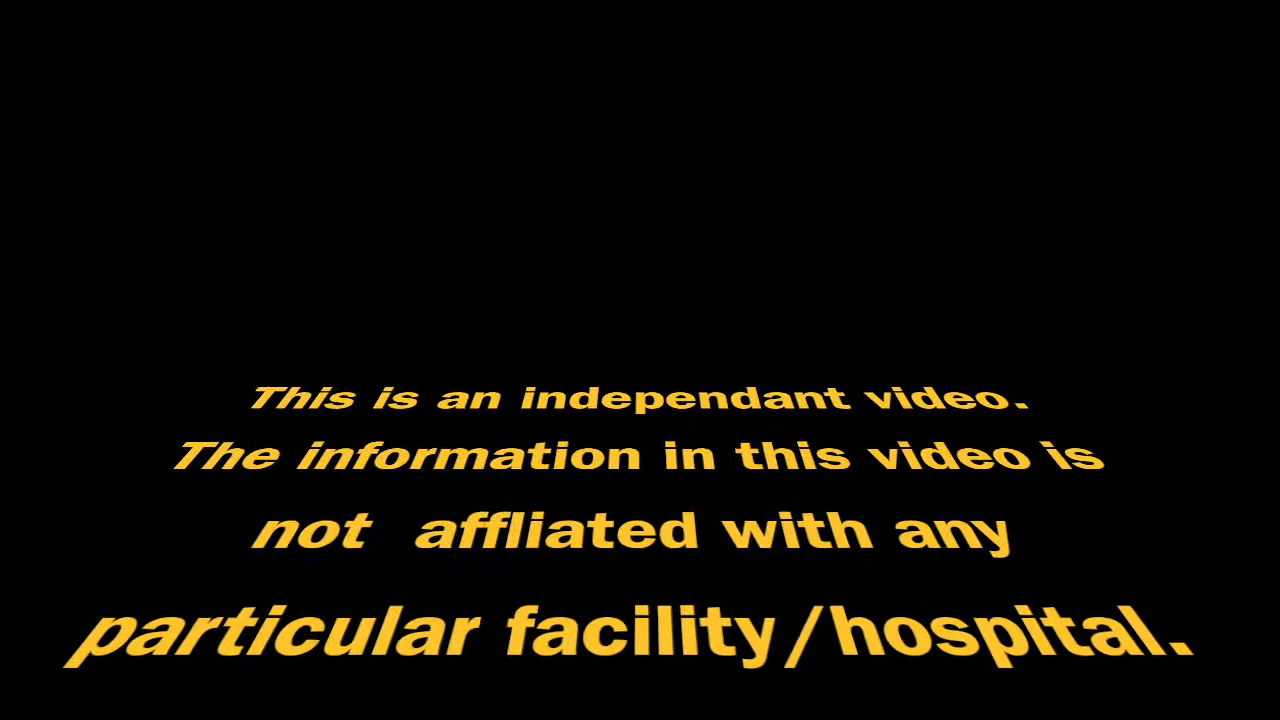 This is an independant video.
The information in this video is
not affliated with any
particular facility/hospital.